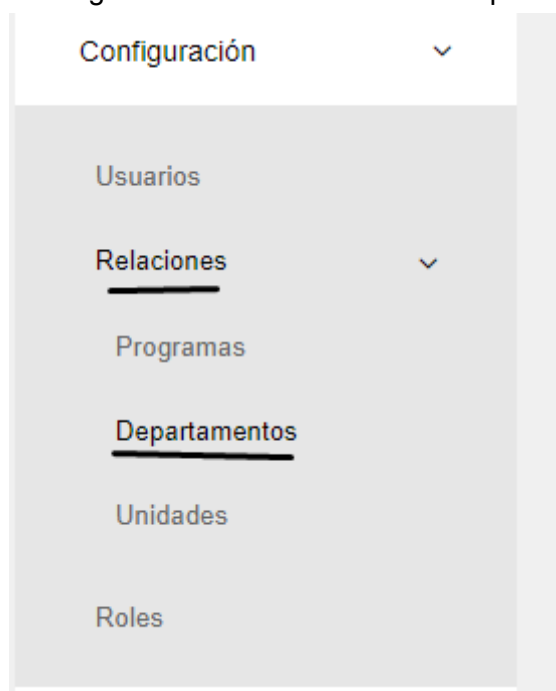 Configuración
Usuarios
Relaciones
Programas
Departamentos
Unidades
Roles